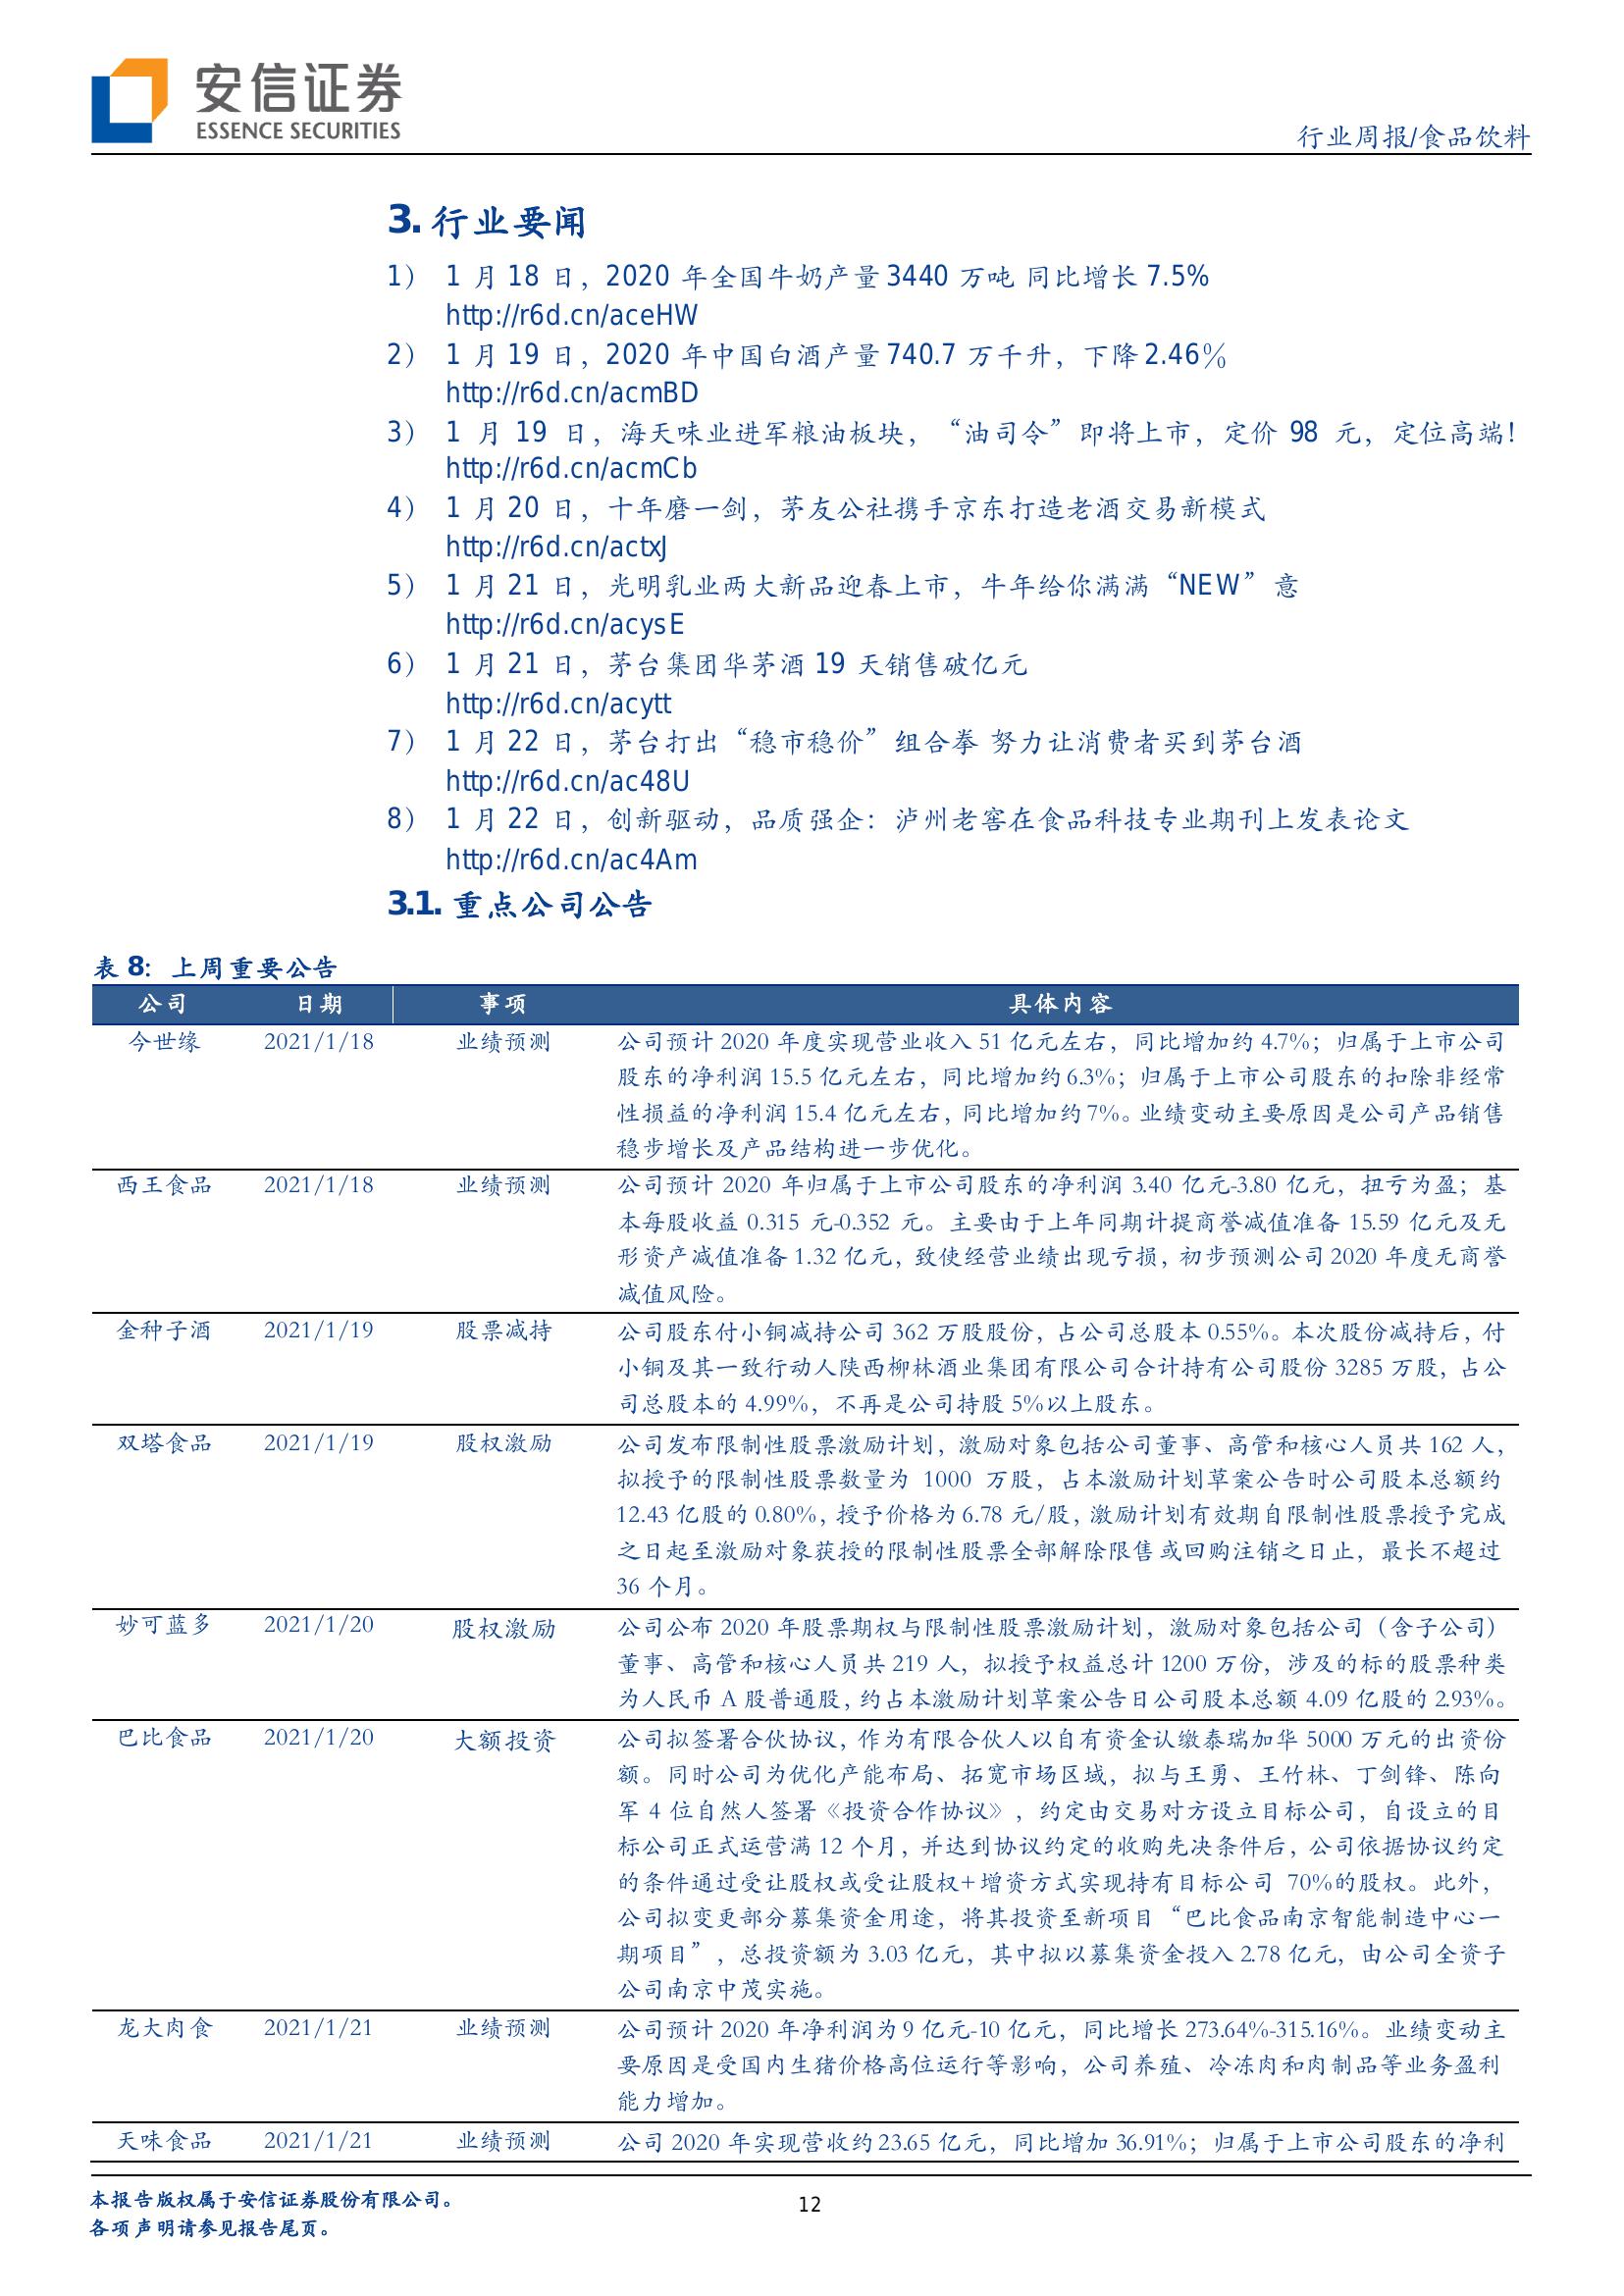 安信证券
ESSENCE SECURITIES
行业周报/食品饮料
3. 行业要闻
1） 1 月 18 日，2020 年全国牛奶产量 3440 万吨 同比增长 7.5%
http://r6d.cn/aceHW
2） 1 月 19 日，2020 年中国白酒产量 740.7 万千升，下降 2.46%
http://r6d.cn/acmBD
3） 1 月 19 日，海天味业进军粮油板块，“油司令”即将上市，定价 98 元，定位高端！
http://r6d.cn/acmCb
4） 1 月 20 日，十年磨一剑，茅友公社携手京东打造老酒交易新模式
http://r6d.cn/actxJ
5） 1 月 21 日，光明乳业两大新品迎春上市，牛年给你满满“NEW”意
http://r6d.cn/acysE
6） 1 月 21 日，茅台集团华茅酒 19 天销售破亿元
http://r6d.cn/acytt
7） 1 月 22 日，茅台打出“稳市稳价”组合拳 努力让消费者买到茅台酒
http://r6d.cn/ac48U
8） 1 月 22 日，创新驱动，品质强企：泸州老窖在食品科技专业期刊上发表论文
http://r6d.cn/ac4Am
3.1. 重点公司公告
表 8：上周重要公告
公司 日期 事项 具体内容
今世缘 2021/1/18 业绩预测 公司预计 2020 年度实现营业收入 51 亿元左右，同比增加约 4.7%；归属于上市公司
股东的净利润 15.5 亿元左右，同比增加约 6.3%；归属于上市公司股东的扣除非经常
性损益的净利润 15.4 亿元左右，同比增加约 7%。业绩变动主要原因是公司产品销售
稳步增长及产品结构进一步优化。
西王食品 2021/1/18 业绩预测 公司预计 2020 年归属于上市公司股东的净利润 3.40 亿元-3.80 亿元，扭亏为盈；基
本每股收益 0.315 元-0.352 元。主要由于上年同期计提商誉减值准备 15.59 亿元及无
形资产减值准备 1.32 亿元，致使经营业绩出现亏损，初步预测公司 2020 年度无商誉
减值风险。
金种子酒 2021/1/19 股票减持 公司股东付小铜减持公司 362 万股股份，占公司总股本 0.55%。本次股份减持后，付
小铜及其一致行动人陕西柳林酒业集团有限公司合计持有公司股份 3285 万股，占公
司总股本的 4.99%，不再是公司持股 5%以上股东。
双塔食品 2021/1/19 股权激励 公司发布限制性股票激励计划，激励对象包括公司董事、高管和核心人员共 162 人，
拟授予的限制性股票数量为 1000 万股，占本激励计划草案公告时公司股本总额约
12.43 亿股的 0.80%，授予价格为 6.78 元/股，激励计划有效期自限制性股票授予完成
之日起至激励对象获授的限制性股票全部解除限售或回购注销之日止，最长不超过
36 个月。
妙可蓝多 2021/1/20 股权激励 公司公布 2020 年股票期权与限制性股票激励计划，激励对象包括公司（含子公司）
董事、高管和核心人员共 219 人，拟授予权益总计 1200 万份，涉及的标的股票种类
为人民币 A 股普通股，约占本激励计划草案公告日公司股本总额 4.09 亿股的 2.93%。
巴比食品 2021/1/20 大额投资 公司拟签署合伙协议，作为有限合伙人以自有资金认缴泰瑞加华 5000 万元的出资份
额。同时公司为优化产能布局、拓宽市场区域，拟与王勇、王竹林、丁剑锋、陈向
军 4 位自然人签署《投资合作协议》，约定由交易对方设立目标公司，自设立的目
标公司正式运营满 12 个月，并达到协议约定的收购先决条件后，公司依据协议约定
的条件通过受让股权或受让股权+增资方式实现持有目标公司 70%的股权。此外，
公司拟变更部分募集资金用途，将其投资至新项目“巴比食品南京智能制造中心一
期项目”，总投资额为 3.03 亿元，其中拟以募集资金投入 2.78 亿元，由公司全资子
公司南京中茂实施。
龙大肉食 2021/1/21 业绩预测 公司预计 2020 年净利润为 9 亿元-10 亿元，同比增长 273.64%-315.16%。业绩变动主
要原因是受国内生猪价格高位运行等影响，公司养殖、冷冻肉和肉制品等业务盈利
能力增加。
天味食品 2021/1/21 业绩预测 公司 2020 年实现营收约 23.65 亿元，同比增加 36.91%；归属于上市公司股东的净利
本报告版权属于安信证券股份有限公司。
12
各项声明请参见报告尾页。